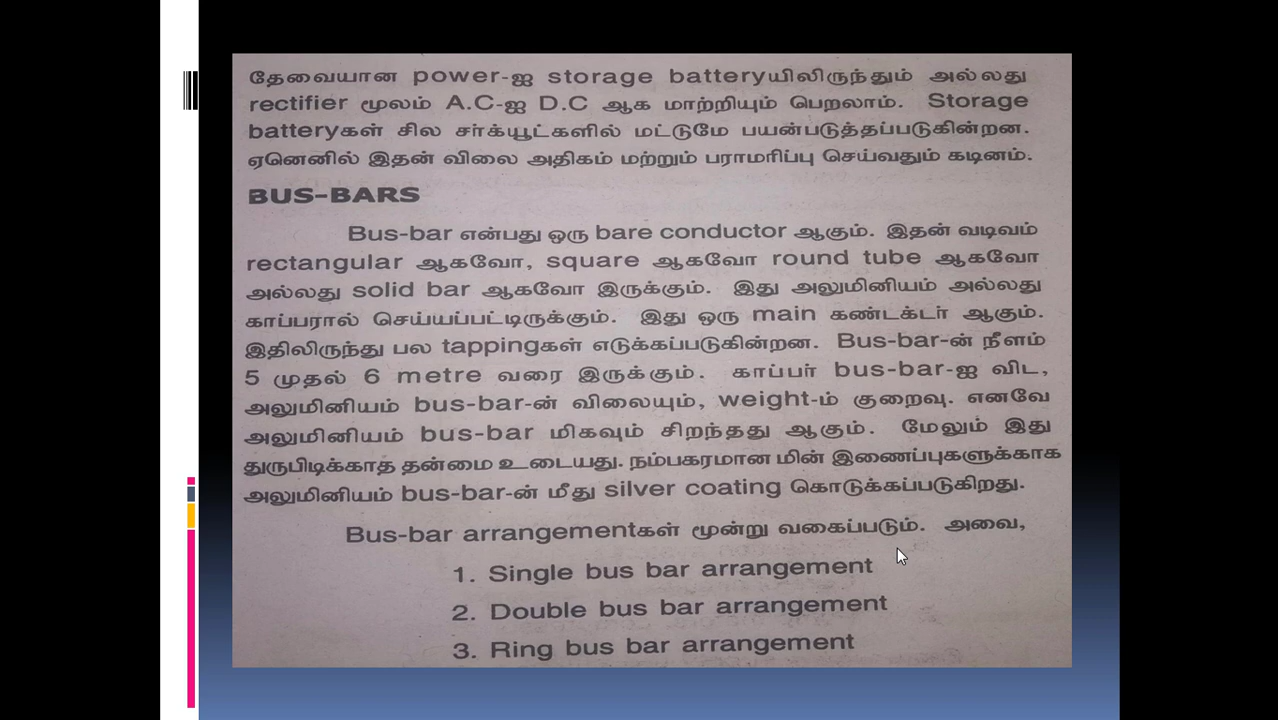 தேவையான power-ஐ storage batteryயிலிருந்தும் அல்லது
rectifier மூலம் A.C-ஐ D.C ஆக மாற்றியும் பெறலாம். Storage
batteryகள் சில சர்க்யூட்களில் மட்டுமே பயன்படுத்தப்படுகின்றன.
ஏனெனில் இதன் விலை அதிகம் மற்றும் பராமரிப்பு செய்வதும் கடினம்.
BUS-BARS
Bus-bar என்பது ஒரு bare conductor ஆகும். இதன் வடிவம்
rectangular ஆகவோ, square ஆகவோ round tube ஆகவோ
அல்லது solid bar ஆகவோ இருக்கும். இது அலுமினியம் அல்லது
காப்பரால் செய்யப்பட்டிருக்கும். இது ஒரு main கண்டக்டர் ஆகும்.
இதிலிருந்து பல tappingகள் எடுக்கப்படுகின்றன. Bus-bar-ன் நீளம்
5 முதல் 6 metre வரை இருக்கும். காப்பர் bus-bar-ஐ விட,
அலுமினியம் bus-bar-ன் விலையும், weight-ம் குறைவு. எனவே
அலுமினியம் bus-bar மிகவும் சிறந்தது ஆகும். மேலும் இது
துருபிடிக்காத தன்மை உடையது. நம்பகரமான மின் இணைப்புகளுக்காக
அலுமினியம் bus-bar-ன் மீது silver coating கொடுக்கப்படுகிறது.
Bus-bar arrangementகள் மூன்று வகைப்படும். அவை,
1. Single bus bar arrangement
2. Double bus bar arrangement
3. Ring bus bar arrangement